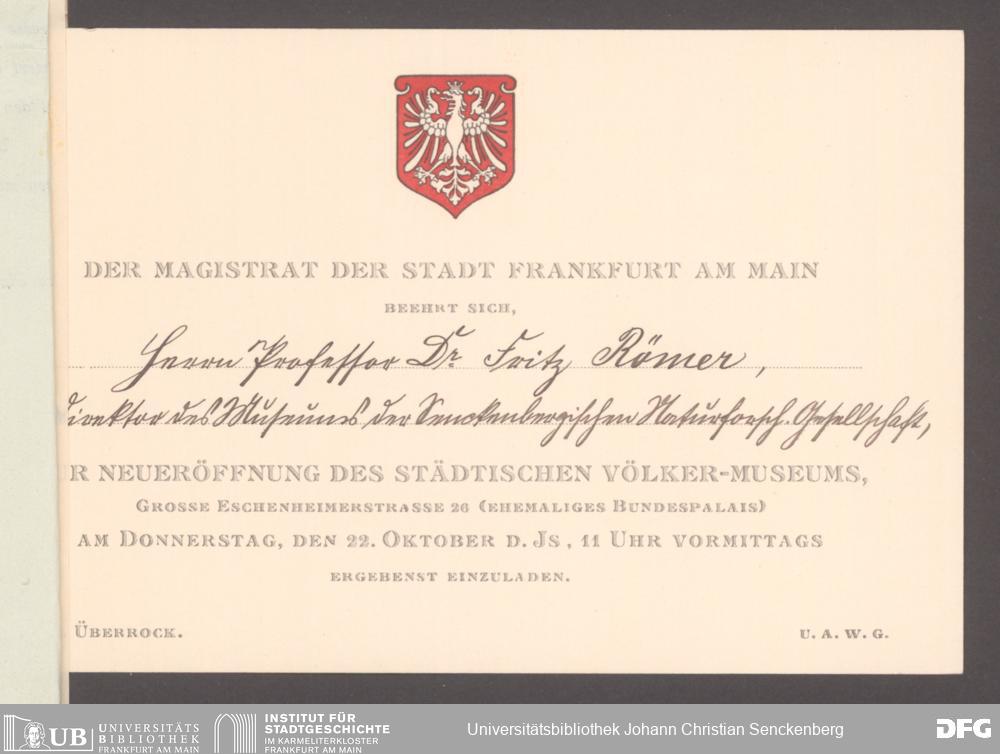 DER MAGISTRAT DER STADT FRANKFURT AM MAIN
BEEHRT SICH,
Herrn Professor Dr. Fritz Römer,
Direktor des Museums der Senckenbergischen Naturforsch. Gesellschaft,
UR NEUERÖFFNUNG DES STÄDTISCHEN VÖLKER-MUSEUMS,
GROSSE ESCHENHEIMERSTRASSE 26 (EHEMALIGES BUNDESPALAIS)
AM DONNERSTAG, DEN 22. OKTOBER D. JS, 11 UHR VORMITTAGS
ERGEBENST EINZULADEN.
ÜBERROCK.
U. A. W. G.
UB UNIVERSITÄTS
BIBLIOTHEK
FRANKFURT AM MAIN
INSTITUT FÜR
STADTGESCHICHTE
IM KARMELITERKLOSTER
FRANKFURT AM MAIN
Universitätsbibliothek Johann Christian Senckenberg
DFG